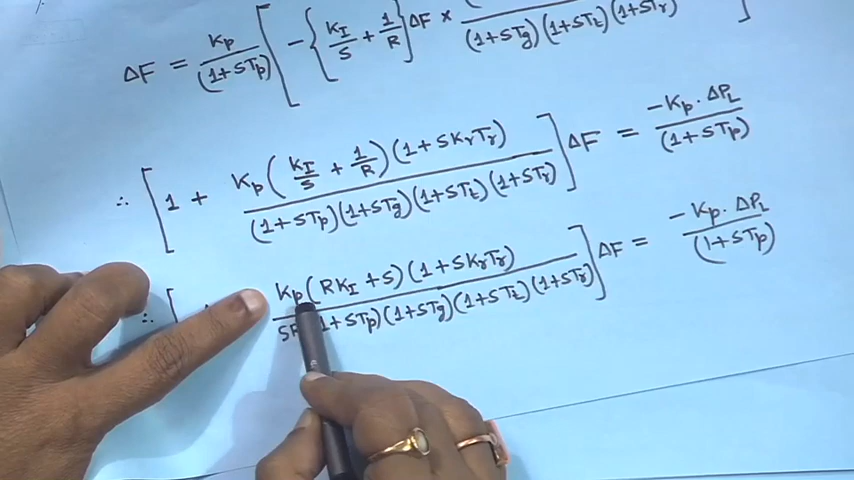 ΔF = Kp / (1+STp) [ - { KI/S + 1/R } ΔF × / (1+STg)(1+STt)(1+STr) ]
∴ [ 1 + Kp ( KI/S + 1/R ) (1 + SKrTr) / (1+STp)(1+STg)(1+STt)(1+STr) ] ΔF = -Kp · ΔPL / (1+STp)
∴ [ Kp (RKI + S) (1 + SKrTr) / SR 1+STp)(1+STg)(1+STt)(1+STr) ] ΔF = -Kp · ΔPL / (1+STp)